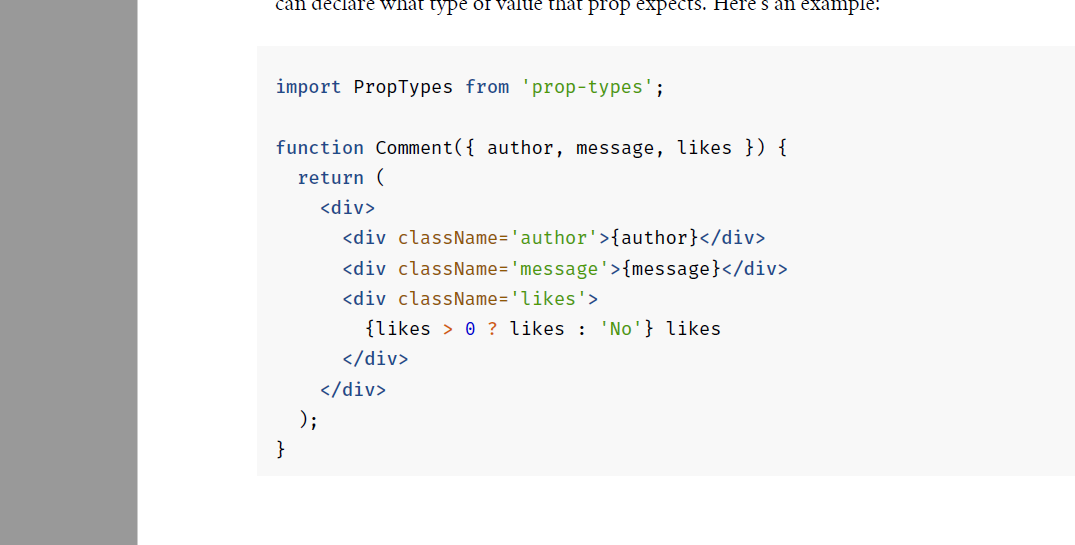 can declare what type of value that prop expects. Here's an example:
import PropTypes from 'prop-types';
function Comment({ author, message, likes }) {
  return (
    <div>
      <div className='author'>{author}</div>
      <div className='message'>{message}</div>
      <div className='likes'>
        {likes > 0 ? likes : 'No'} likes
      </div>
    </div>
  );
}